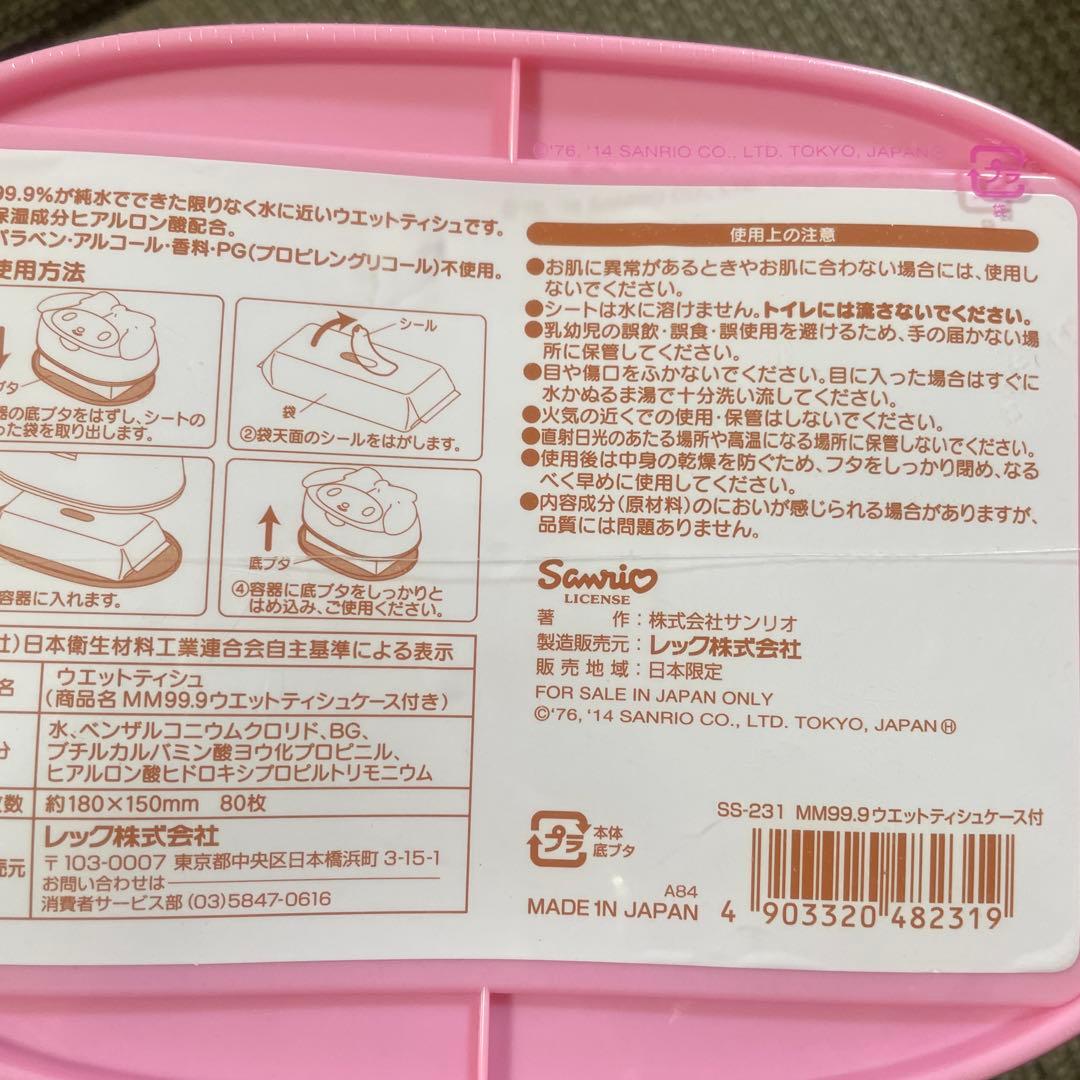 ©'76, '14 SANRIO CO., LTD. TOKYO, JAPAN
プラ
袋
99.9%が純水でできた限りなく水に近いウエットティシュです。
保湿成分ヒアルロン酸配合。
パラベン・アルコール・香料・PG(プロピレングリコール)不使用。
使用方法
シール
袋
②袋天面のシールをはがします。
底ブタをはずし、シートの
った袋を取り出します。
容器に入れます。
底ブタ
④容器に底ブタをしっかりと
はめ込み、ご使用ください。
日本衛生材料工業連合会自主基準による表示
名
ウエットティシュ
(商品名 MM99.9ウエットティシュケース付き)
分
水、ベンザルコニウムクロリド、BG、
ブチルカルバミン酸ヨウ化プロピニル、
ヒアルロン酸ヒドロキシプロピルトリモニウム
数 約180×150mm 80枚
元
レック株式会社
〒103-0007 東京都中央区日本橋浜町 3-15-1
お問い合わせは
消費者サービス部 (03)5847-0616
使用上の注意
●お肌に異常があるときやお肌に合わない場合には、使用し
ないでください。
●シートは水に溶けません。トイレには流さないでください。
●乳幼児の誤飲・誤食・誤使用を避けるため、手の届かない場
所に保管してください。
●目や傷口をふかないでください。目に入った場合はすぐに
水かぬるま湯で十分洗い流してください。
●火気の近くでの使用・保管はしないでください。
●直射日光のあたる場所や高温になる場所に保管しないでください。
●使用後は中身の乾燥を防ぐため、フタをしっかり閉め、なる
べく早めに使用してください。
●内容成分(原材料)のにおいが感じられる場合がありますが、
品質には問題ありません。
Sanrio
LICENSE
著 作:株式会社サンリオ
製造販売元:レック株式会社
販売地域:日本限定
FOR SALE IN JAPAN ONLY
©'76, '14 SANRIO CO., LTD. TOKYO, JAPAN Ⓗ
SS-231 MM99.9ウエットティシュケース付
プラ
本体
底ブタ
A84
MADE IN JAPAN
4 903320 482319